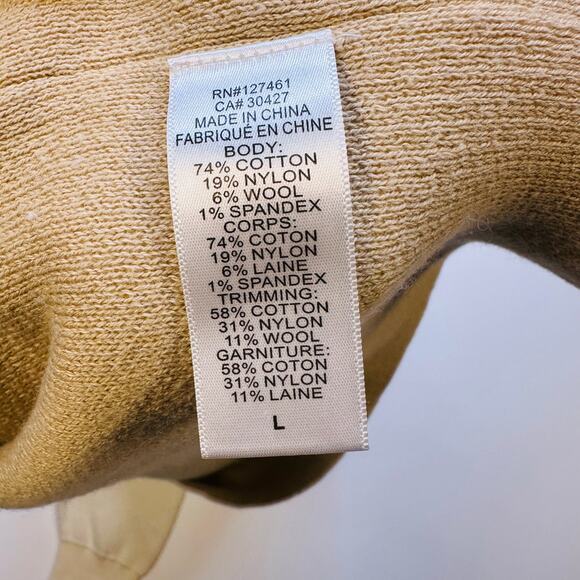 RN#127461
CA# 30427
MADE IN CHINA
FABRIQUÉ EN CHINE
BODY:
74% COTTON
19% NYLON
6% WOOL
1% SPANDEX
CORPS:
74% COTON
19% NYLON
6% LAINE
1% SPANDEX
TRIMMING:
58% COTTON
31% NYLON
11% WOOL
GARNITURE:
58% COTON
31% NYLON
11% LAINE
L